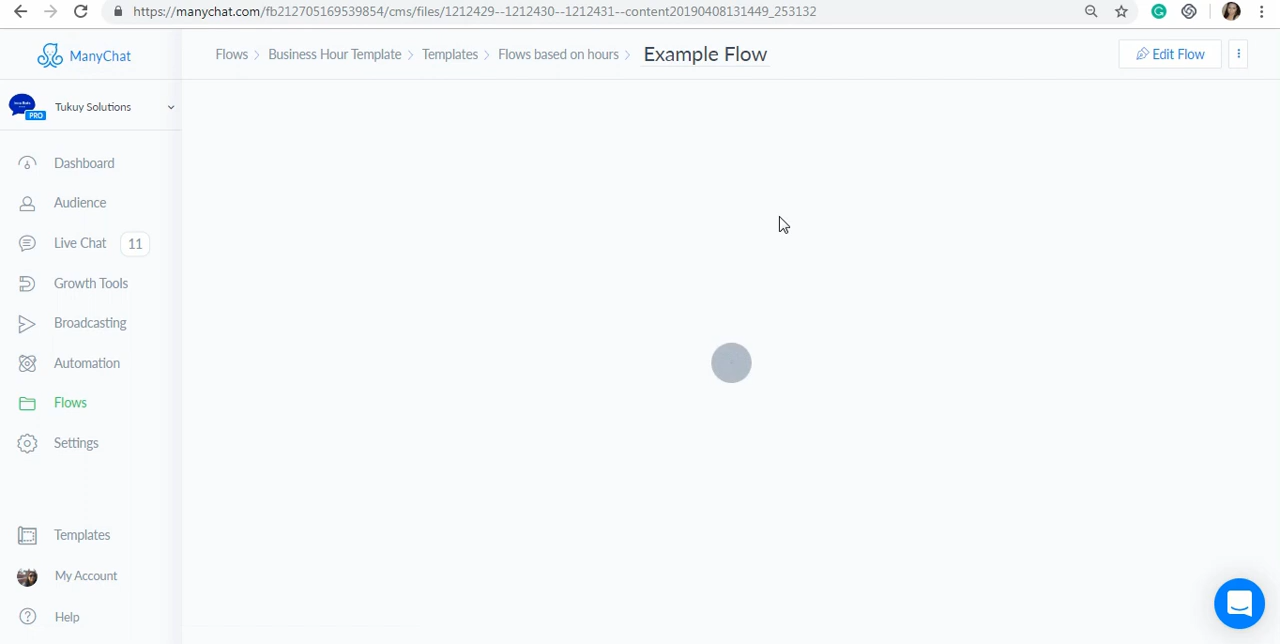 https://manychat.com/fb212705169539854/cms/files/1212429--1212430--1212431--content20190408131449_253132
ManyChat
Flows > Business Hour Template > Templates > Flows based on hours > Example Flow
Edit Flow
PRO
Tukuy Solutions
Dashboard
Audience
Live Chat 11
Growth Tools
Broadcasting
Automation
Flows
Settings
Templates
My Account
Help